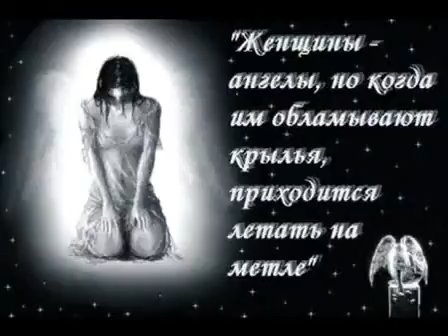 "Женщины -
ангелы, но когда
им обламывают
крылья,
приходится
летать на
метле"